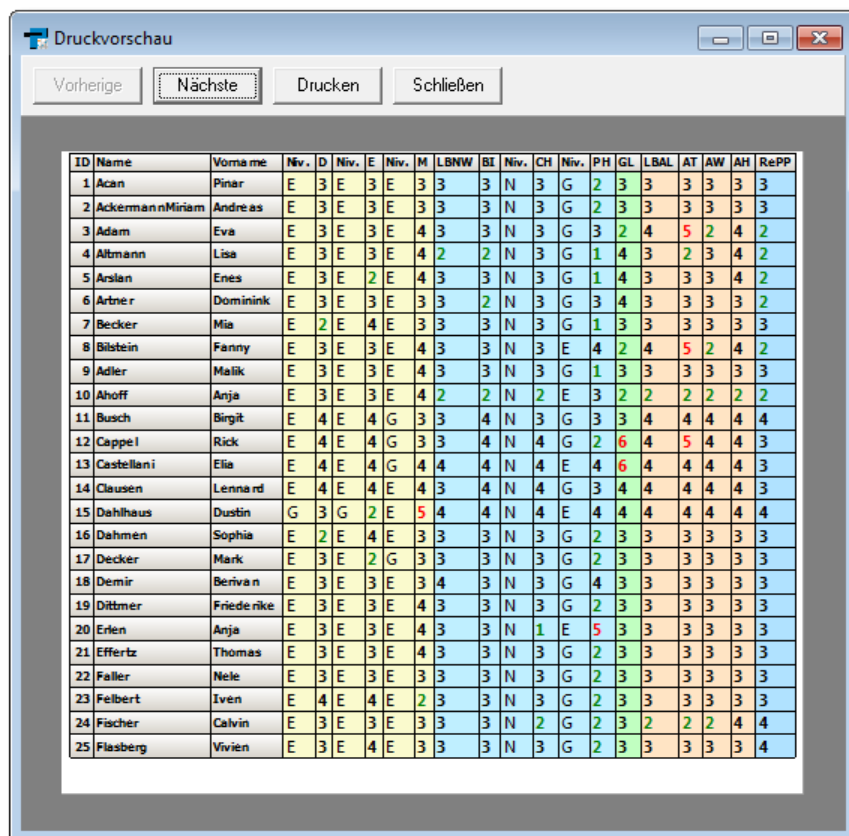 Druckvorschau
Vorherige Nächste Drucken Schließen
ID Name Vorname Niv. D Niv. E Niv. M LBNW BI Niv. CH Niv. PH GL LBAL AT AW AH RePP
1 Acan Pinar E 3 E 3 E 3 3 3 N 3 G 2 3 3 3 3 3 3
2 AckermannMiriam Andreas E 3 E 3 E 3 3 3 N 3 G 2 3 3 3 3 3 3
3 Adam Eva E 3 E 3 E 4 3 3 N 3 G 3 2 4 5 2 4 2
4 Altmann Lisa E 3 E 3 E 4 2 2 N 3 G 1 4 3 2 3 4 2
5 Arslan Enes E 3 E 2 E 4 3 3 N 3 G 1 4 3 3 3 4 2
6 Artner Dominink E 3 E 3 E 3 3 2 N 3 G 3 4 3 3 3 3 2
7 Becker Mia E 2 E 4 E 3 3 3 N 3 G 1 3 3 3 3 3 3
8 Bilstein Fanny E 3 E 3 E 4 3 3 N 3 E 4 2 4 5 2 4 2
9 Adler Malik E 3 E 3 E 3 3 3 N 3 G 1 3 3 3 3 3 3
10 Ahoff Anja E 3 E 3 E 4 2 2 N 2 E 3 2 2 2 2 2 2
11 Busch Birgit E 4 E 4 G 3 3 4 N 3 G 3 3 4 4 4 4 4
12 Cappel Rick E 4 E 4 G 3 3 4 N 4 G 2 6 4 5 4 4 3
13 Castellani Elia E 4 E 4 G 4 4 4 N 4 E 4 6 4 4 4 4 3
14 Clausen Lennard E 4 E 4 E 4 3 4 N 4 G 3 4 4 4 4 4 3
15 Dahlhaus Dustin G 3 G 2 E 5 4 4 N 4 E 4 4 4 4 4 4 4
16 Dahmen Sophia E 2 E 4 E 3 3 3 N 3 G 2 3 3 3 3 3 3
17 Decker Mark E 3 E 2 G 3 3 3 N 3 G 2 3 3 3 3 3 3
18 Demir Berivan E 3 E 3 E 3 4 3 N 3 G 4 3 3 3 3 3 3
19 Dittmer Friederike E 3 E 3 E 4 3 3 N 3 G 2 3 3 3 3 3 3
20 Erlen Anja E 3 E 3 E 4 3 3 N 1 E 5 3 3 3 3 3 3
21 Effertz Thomas E 3 E 3 E 4 3 3 N 3 G 2 3 3 3 3 3 3
22 Faller Nele E 3 E 3 E 3 3 3 N 3 G 2 3 3 3 3 3 3
23 Felbert Iven E 4 E 4 E 2 3 3 N 3 G 2 3 3 3 3 3 3
24 Fischer Calvin E 3 E 3 E 3 3 3 N 2 G 2 3 2 2 2 4 4
25 Flasberg Vivien E 3 E 4 E 3 3 3 N 3 G 2 3 3 3 3 3 4